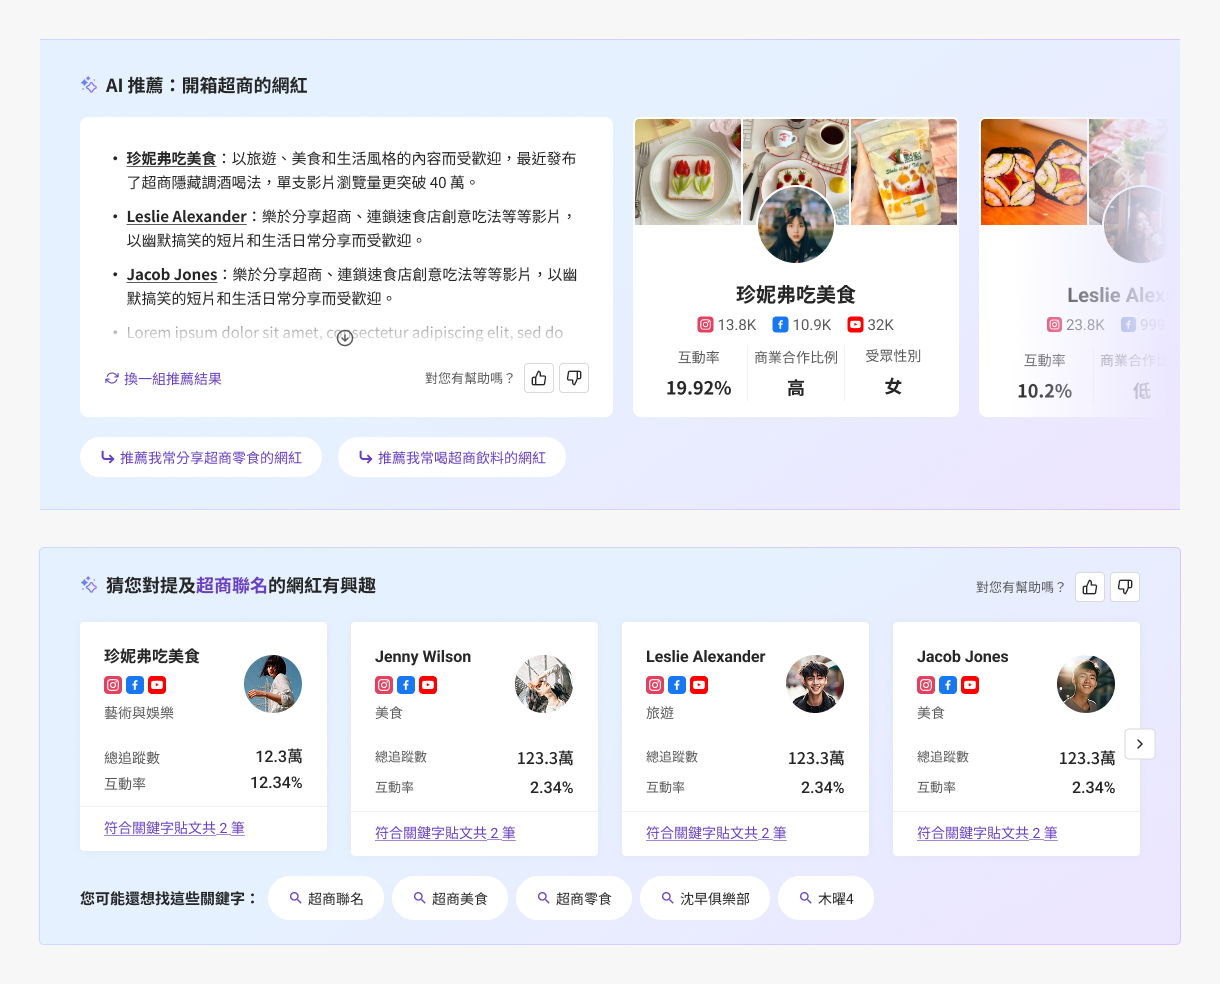 AI 推薦：開箱超商的網紅
• 珍妮弗吃美食：以旅遊、美食和生活風格的內容而受歡迎，最近發布
了超商隱藏調酒喝法，單支影片瀏覽量更突破 40 萬。
• Leslie Alexander：樂於分享超商、連鎖速食店創意吃法等等影片，
以幽默搞笑的短片和生活日常分享而受歡迎。
• Jacob Jones：樂於分享超商、連鎖速食店創意吃法等等影片，以幽
默搞笑的短片和生活日常分享而受歡迎。
• Lorem ipsum dolor sit amet, consectetur adipiscing elit, sed do
換一組推薦結果
對您有幫助嗎？
珍妮弗吃美食
13.8K 10.9K 32K
互動率 商業合作比例 受眾性別
19.92% 高 女
Leslie Alexa
23.8K 999
互動率 商業合作比
10.2% 低
推薦我常分享超商零食的網紅
推薦我常喝超商飲料的網紅
猜您對提及超商聯名的網紅有興趣
對您有幫助嗎？
珍妮弗吃美食
藝術與娛樂
總追蹤數 12.3萬
互動率 12.34%
符合關鍵字貼文共 2 筆
Jenny Wilson
美食
總追蹤數 123.3萬
互動率 2.34%
符合關鍵字貼文共 2 筆
Leslie Alexander
旅遊
總追蹤數 123.3萬
互動率 2.34%
符合關鍵字貼文共 2 筆
Jacob Jones
美食
總追蹤數 123.3萬
互動率 2.34%
符合關鍵字貼文共 2 筆
您可能還想找這些關鍵字：
超商聯名
超商美食
超商零食
沈早俱樂部
木曜4